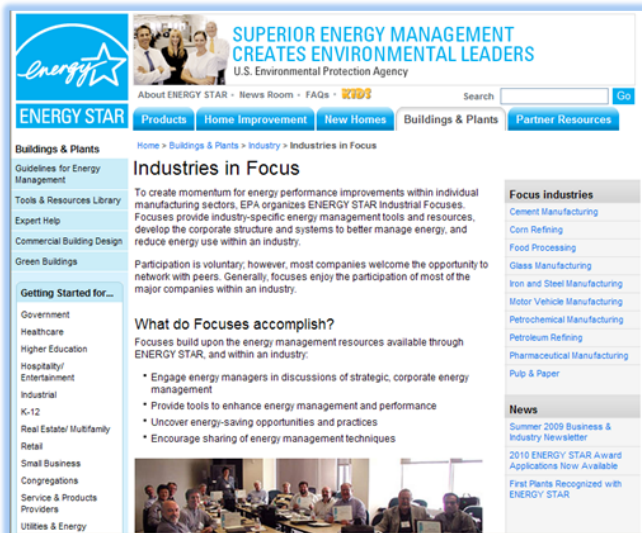 energy
ENERGY STAR
SUPERIOR ENERGY MANAGEMENT
CREATES ENVIRONMENTAL LEADERS
U.S. Environmental Protection Agency
About ENERGY STAR • News Room • FAQs • KIDS
Search
Go
Products
Home Improvement
New Homes
Buildings & Plants
Partner Resources
Buildings & Plants
Guidelines for Energy
Management
Tools & Resources Library
Expert Help
Commercial Building Design
Green Buildings
Getting Started for...
Government
Healthcare
Higher Education
Hospitality/
Entertainment
Industrial
K-12
Real Estate/ Multifamily
Retail
Small Business
Congregations
Service & Products
Providers
Utilities & Energy
Home > Buildings & Plants > Industry > Industries in Focus
Industries in Focus
To create momentum for energy performance improvements within individual
manufacturing sectors, EPA organizes ENERGY STAR Industrial Focuses.
Focuses provide industry-specific energy management tools and resources,
develop the corporate structure and systems to better manage energy, and
reduce energy use within an industry.
Participation is voluntary; however, most companies welcome the opportunity to
network with peers. Generally, focuses enjoy the participation of most of the
major companies within an industry.
What do Focuses accomplish?
Focuses build upon the energy management resources available through
ENERGY STAR, and within an industry:
• Engage energy managers in discussions of strategic, corporate energy
management
• Provide tools to enhance energy management and performance
• Uncover energy-saving opportunities and practices
• Encourage sharing of energy management techniques
Focus industries
Cement Manufacturing
Corn Refining
Food Processing
Glass Manufacturing
Iron and Steel Manufacturing
Motor Vehicle Manufacturing
Petrochemical Manufacturing
Petroleum Refining
Pharmaceutical Manufacturing
Pulp & Paper
News
Summer 2009 Business &
Industry Newsletter
2010 ENERGY STAR Award
Applications Now Available
First Plants Recognized with
ENERGY STAR